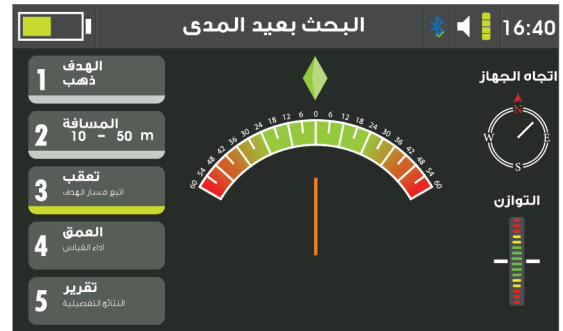 البحث بعيد المدى
16:40
1
الهدف
ذهب
2
المسافة
10 - 50 m
3
تعقب
اتبع مسار الهدف
4
العمق
اداء القياس
5
تقرير
النتائج التفصيلية
60 54 48 42 36 30 24 18 12 6 0 6 12 18 24 30 36 42 48 54 60
اتجاه الجهاز
N
W E
S
التوازن